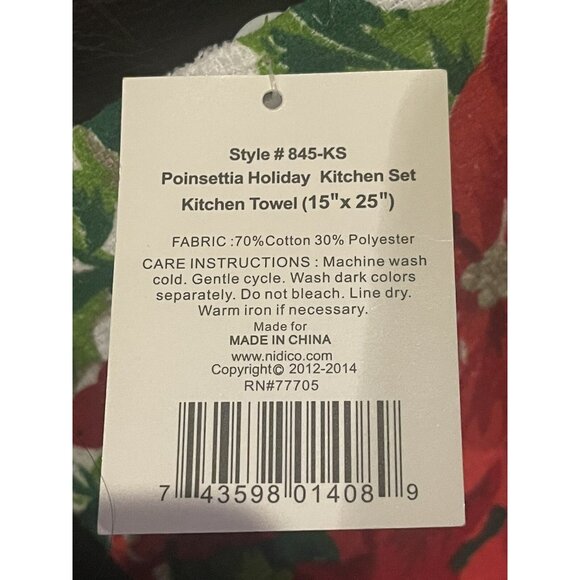 Style # 845-KS
Poinsettia Holiday Kitchen Set
Kitchen Towel (15"x 25")
FABRIC :70%Cotton 30% Polyester
CARE INSTRUCTIONS : Machine wash
cold. Gentle cycle. Wash dark colors
separately. Do not bleach. Line dry.
Warm iron if necessary.
Made for
MADE IN CHINA
www.nidico.com
Copyright© 2012-2014
RN#77705
7 43598 01408 9